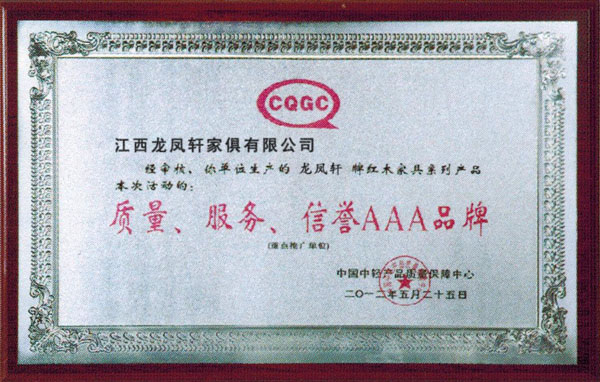 CQGC
江西龙凤轩家俱有限公司
经审核、你单位生产的 龙凤轩 牌红木家具系列产品
本次活动的:
质量、服务、信誉AAA品牌
(重点推广单位)
中国中轻产品质量保障中心
二〇一二年五月二十五日